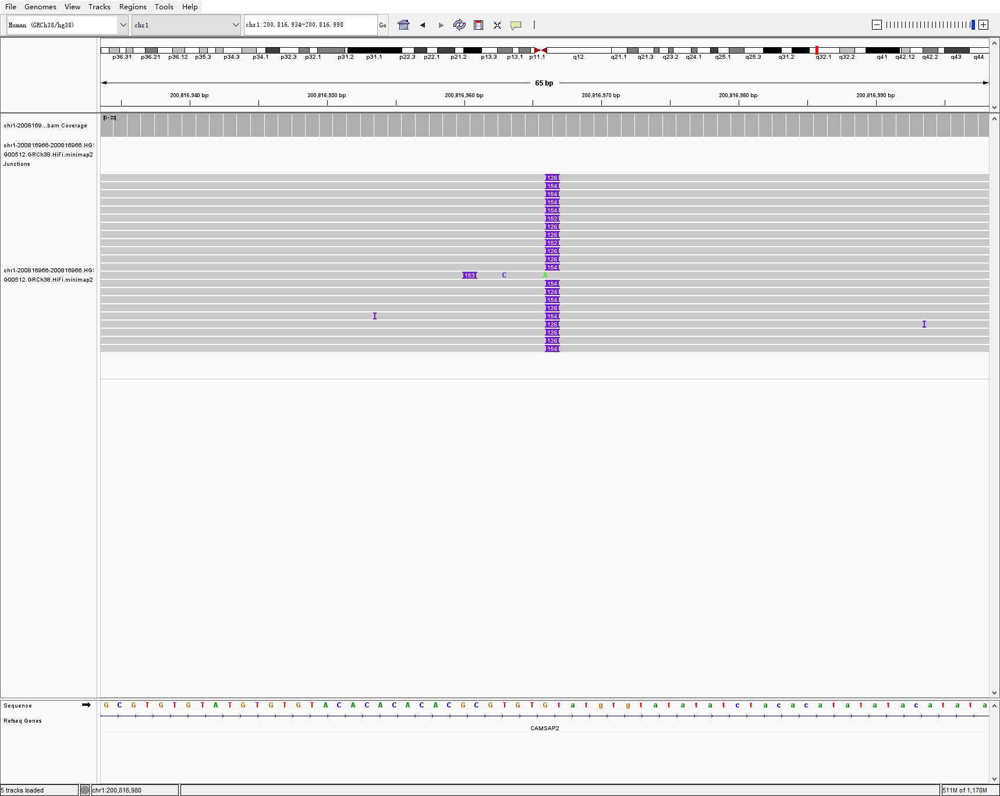 File Genomes View Tracks Regions Tools Help
Human (GRCh38/hg38) chr1 chr1:200,816,934-200,816,998 Go
p36.31 p36.21 p36.12 p35.3 p34.3 p34.1 p32.3 p32.1 p31.2 p31.1 p22.3 p22.1 p21.2 p13.3 p13.1 p11.1 q12 q21.1 q21.3 q23.2 q24.1 q25.1 q25.3 q31.2 q32.1 q32.2 q41 q42.12 q42.2 q43 q44
65 bp
200,816,940 bp 200,816,950 bp 200,816,960 bp 200,816,970 bp 200,816,980 bp 200,816,990 bp
[0-22]
chr1-2008169...bam Coverage
chr1-200816966-200816966.HG
G00512.GRCh38.HiFi.minimap2
Junctions
126
154
154
154
154
152
126
126
152
126
126
154
chr1-200816966-200816966.HG
153 C A
G00512.GRCh38.HiFi.minimap2
154
124
154
126
I 154
126 I
126
126
154
Sequence G C G T G T G T A T G T G T G T A C A C A C A C A C G C G T G T G t a t g t g t a t a t a t c t a c a c a t a t a t a c a t a t a
Refseq Genes
CAMSAP2
5 tracks loaded chr1:200,816,980 511M of 1,170M